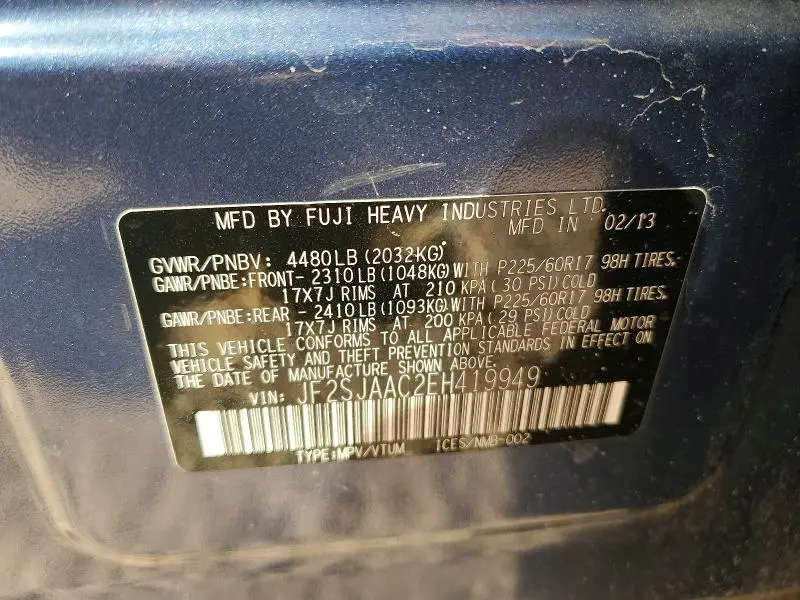 MFD BY FUJI HEAVY INDUSTRIES LTD.
MFD IN 02/13
GVWR/PNBV: 4480LB (2032KG)
GAWR/PNBE:FRONT- 2310LB (1048KG)WITH P225/60R17 98H TIRES,
17X7J RIMS AT 210 KPA ( 30 PSI)COLD
GAWR/PNBE:REAR - 2410LB (1093KG)WITH P225/60R17 98H TIRES,
17X7J RIMS AT 200 KPA ( 29 PSI)COLD
THIS VEHICLE CONFORMS TO ALL APPLICABLE FEDERAL MOTOR
VEHICLE SAFETY AND THEFT PREVENTION STANDARDS IN EFFECT ON
THE DATE OF MANUFACTURE SHOWN ABOVE.
VIN: JF2SJAAC2EH419949
TYPE:MPV/VTUM ICES/NMB-002